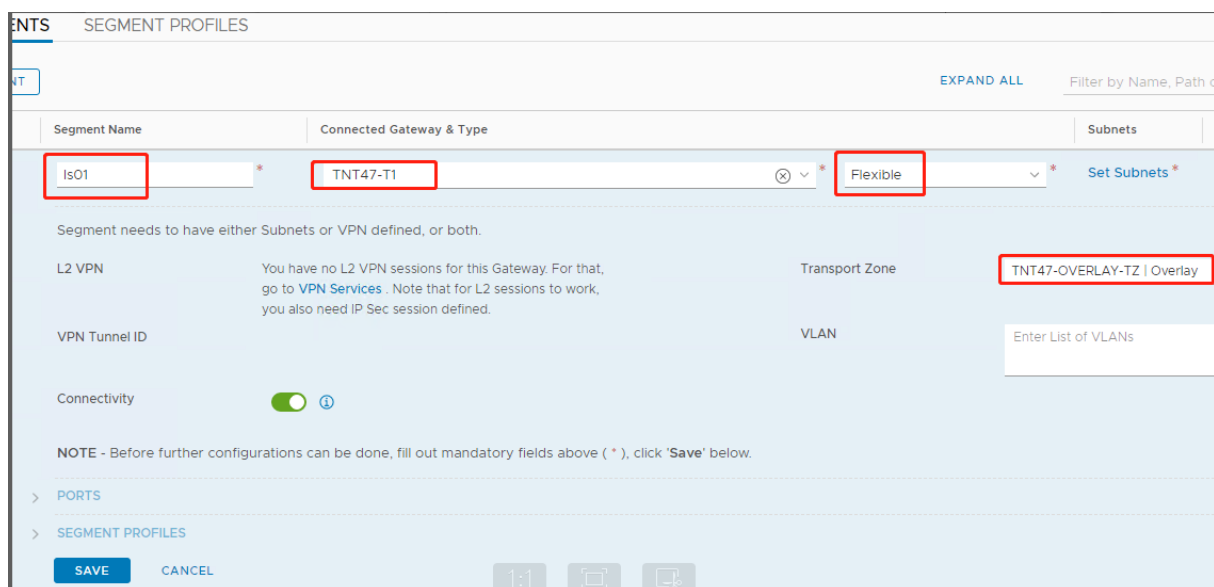 ENTS SEGMENT PROFILES
NT EXPAND ALL Filter by Name, Path o
Segment Name Connected Gateway & Type Subnets
ls01 * TNT47-T1 * Flexible * Set Subnets *
Segment needs to have either Subnets or VPN defined, or both.
L2 VPN You have no L2 VPN sessions for this Gateway. For that, Transport Zone TNT47-OVERLAY-TZ | Overlay
go to VPN Services . Note that for L2 sessions to work,
you also need IP Sec session defined.
VPN Tunnel ID VLAN Enter List of VLANs
Connectivity
NOTE - Before further configurations can be done, fill out mandatory fields above ( * ), click 'Save' below.
PORTS
SEGMENT PROFILES
SAVE CANCEL
1:1